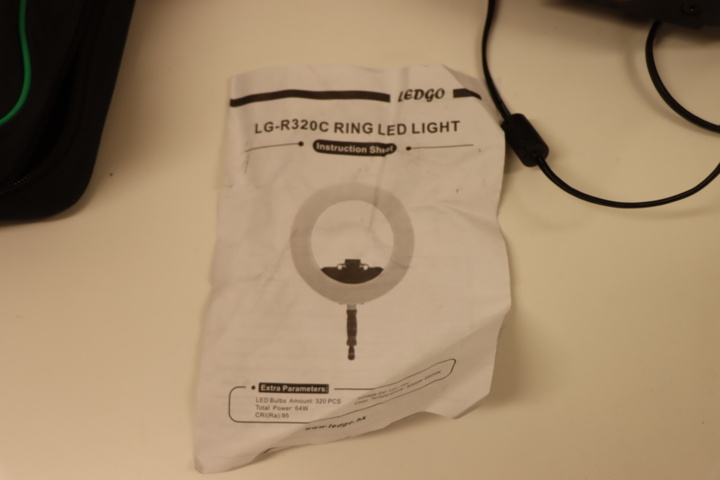 LEDGO
LG-R320C RING LED LIGHT
Instruction Sheet
Extra Parameters:
LED Bulbs Amount: 320 PCS
Total Power: 64W
CRI(Ra):95
www.ledgo.hk